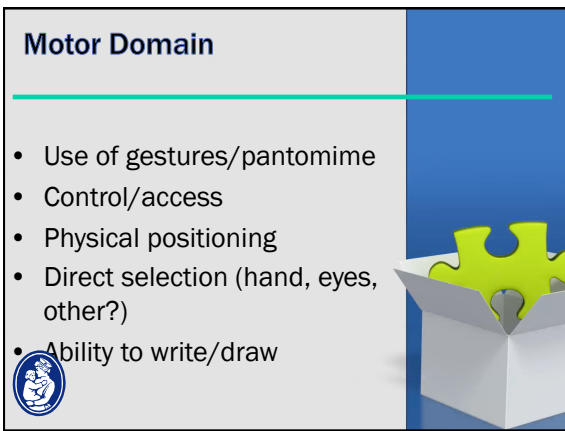 Motor Domain
• Use of gestures/pantomime
• Control/access
• Physical positioning
• Direct selection (hand, eyes,
other?)
• Ability to write/draw